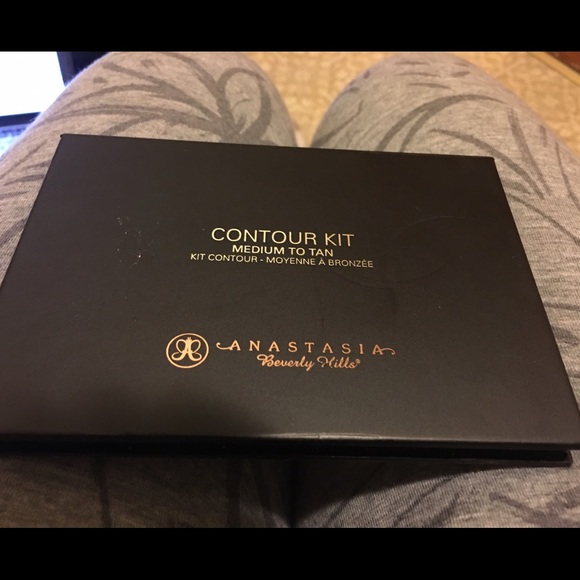 CONTOUR KIT
MEDIUM TO TAN
KIT CONTOUR - MOYENNE À BRONZÉE
ANASTASIA
Beverly Hills®